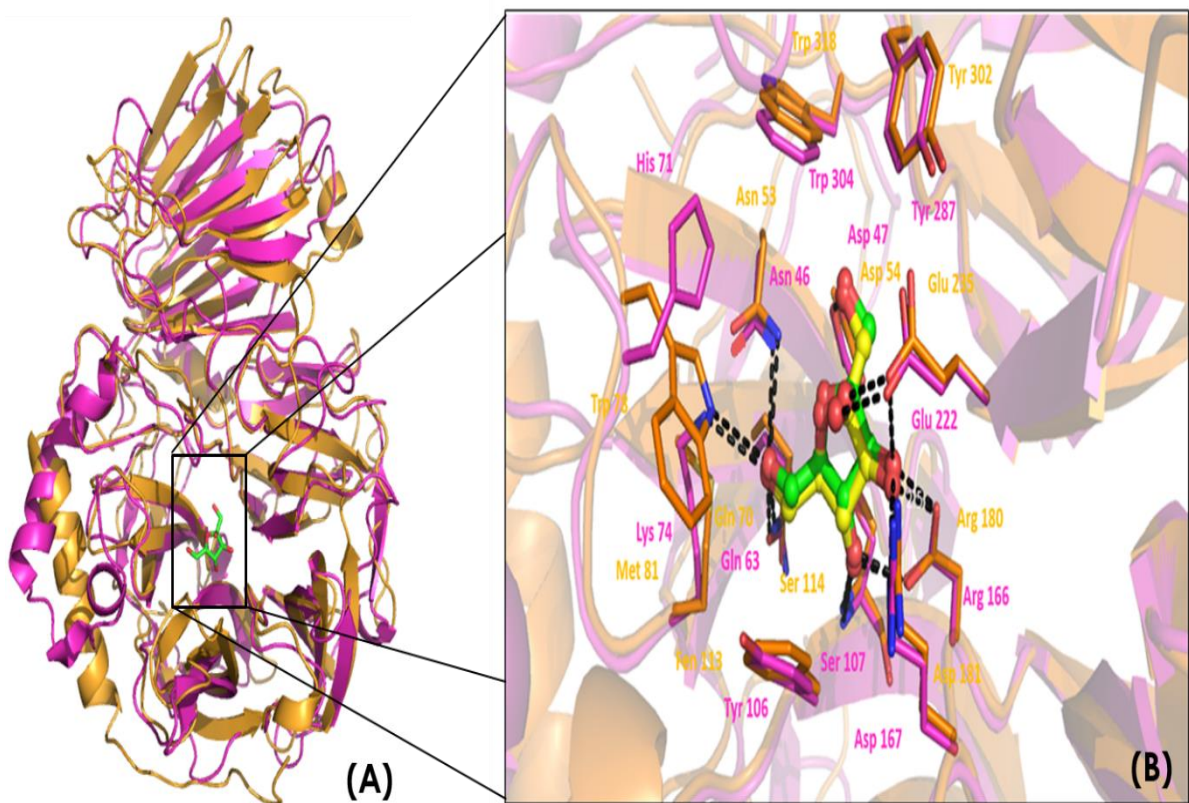 Trp 318
Tyr 302
His 71
Trp 304
Asn 53
Tyr 287
Asp 47
Asn 46
Asp 54
Glu 235
Glu 222
Trp 78
Gln 70
Arg 180
Lys 74
Gln 63
Met 81
Ser 114
Arg 166
113
Ser 107
Asp 181
Tyr 106
Asp 167
(A)
(B)